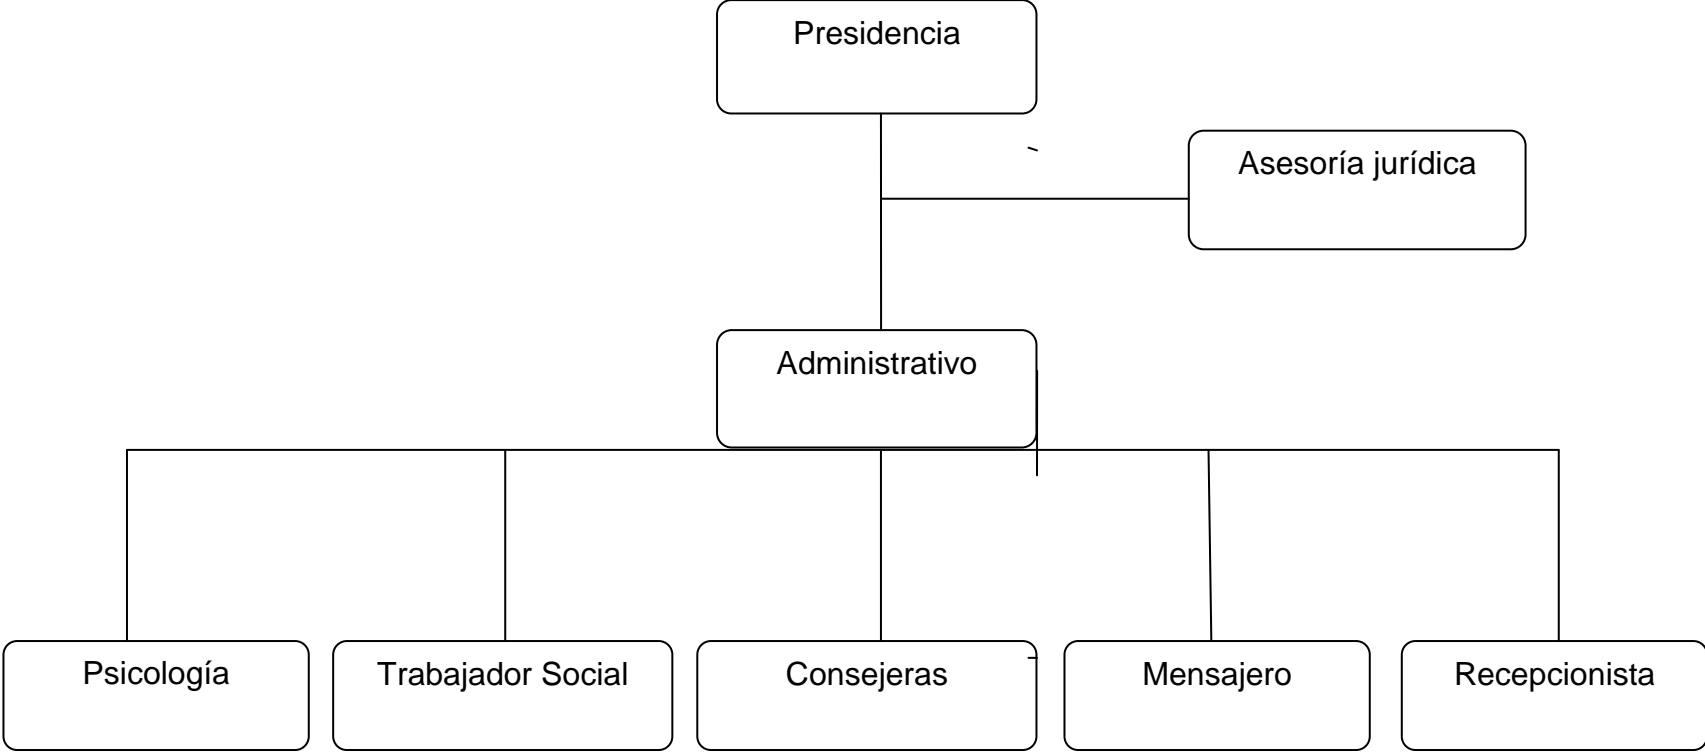 Presidencia
Asesoría jurídica
Administrativo
Psicología
Trabajador Social
Consejeras
Mensajero
Recepcionista